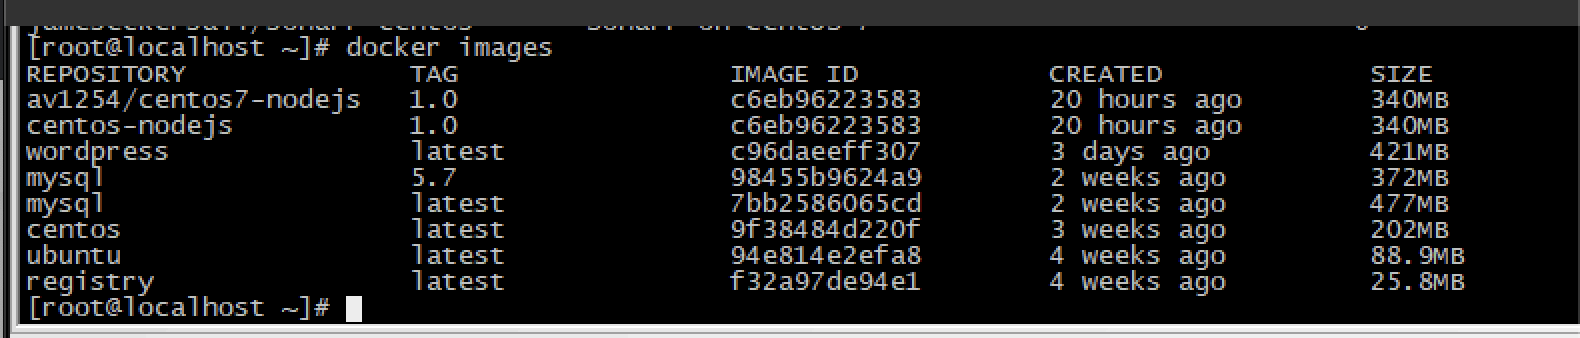 [root@localhost ~]# docker images
REPOSITORY TAG IMAGE ID CREATED SIZE
av1254/centos7-nodejs 1.0 c6eb96223583 20 hours ago 340MB
centos-nodejs 1.0 c6eb96223583 20 hours ago 340MB
wordpress latest c96daeeff307 3 days ago 421MB
mysql 5.7 98455b9624a9 2 weeks ago 372MB
mysql latest 7bb2586065cd 2 weeks ago 477MB
centos latest 9f38484d220f 3 weeks ago 202MB
ubuntu latest 94e814e2efa8 4 weeks ago 88.9MB
registry latest f32a97de94e1 4 weeks ago 25.8MB
[root@localhost ~]#